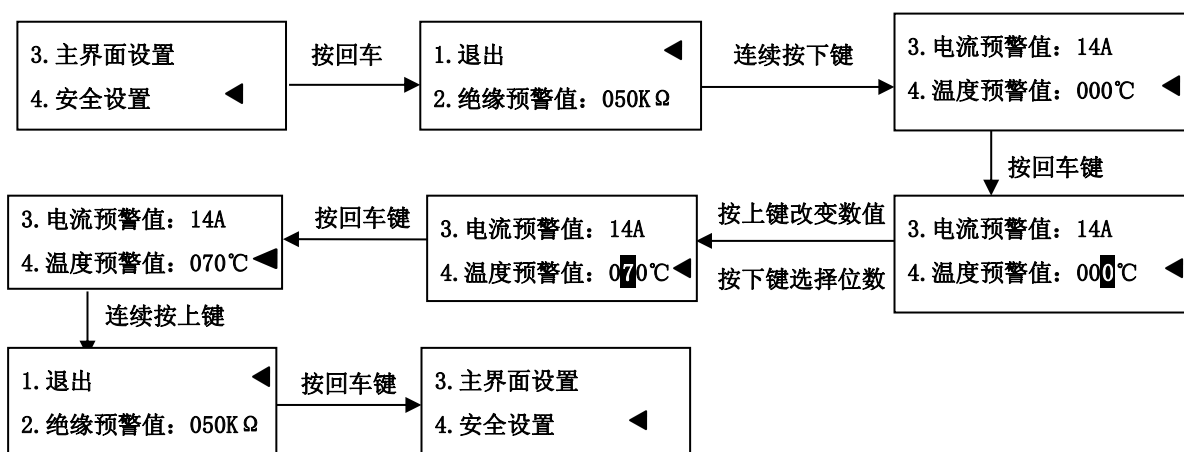 3.主界面设置
4.安全设置
按回车
1.退出
2.绝缘预警值：050KΩ
连续按下键
3.电流预警值：14A
4.温度预警值：000℃
按回车键
3.电流预警值：14A
4.温度预警值：000℃
按上键改变数值
按下键选择位数
3.电流预警值：14A
4.温度预警值：070℃
按回车键
3.电流预警值：14A
4.温度预警值：070℃
连续按上键
1.退出
2.绝缘预警值：050KΩ
按回车键
3.主界面设置
4.安全设置